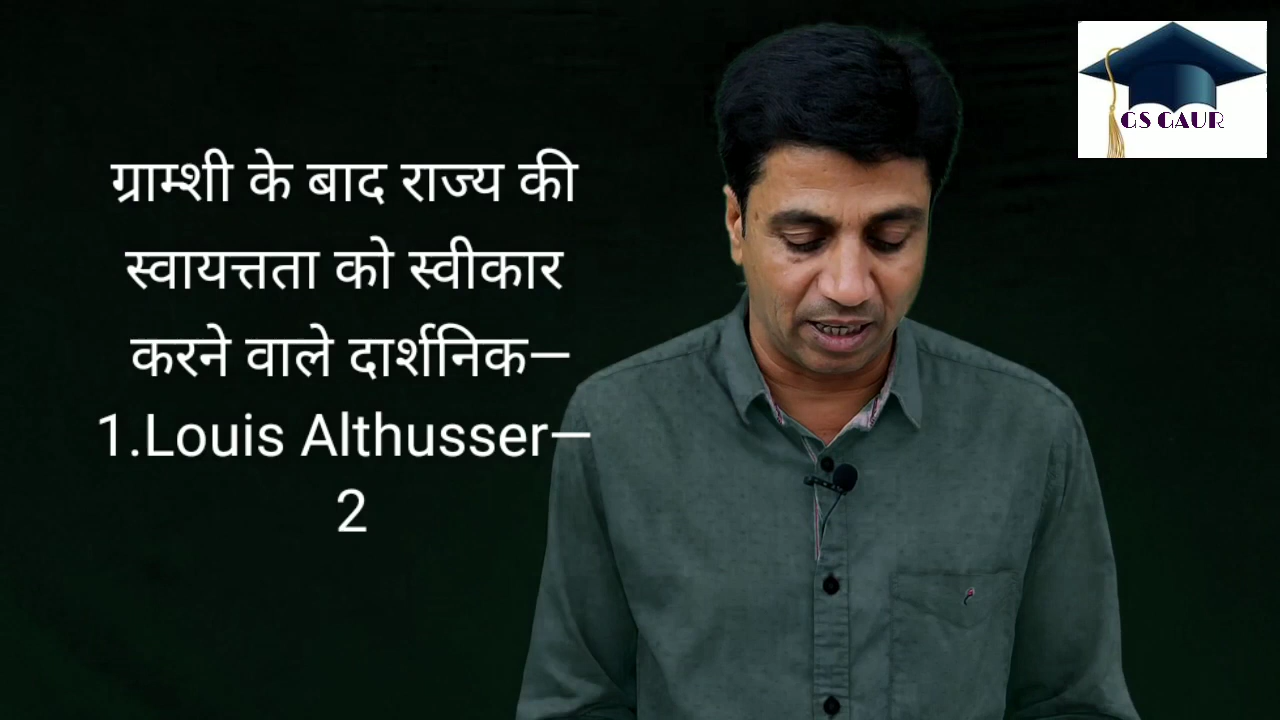 ग्राम्शी के बाद राज्य की
स्वायत्तता को स्वीकार
करने वाले दार्शनिक—
1.Louis Althusser—
2
GS GAUR